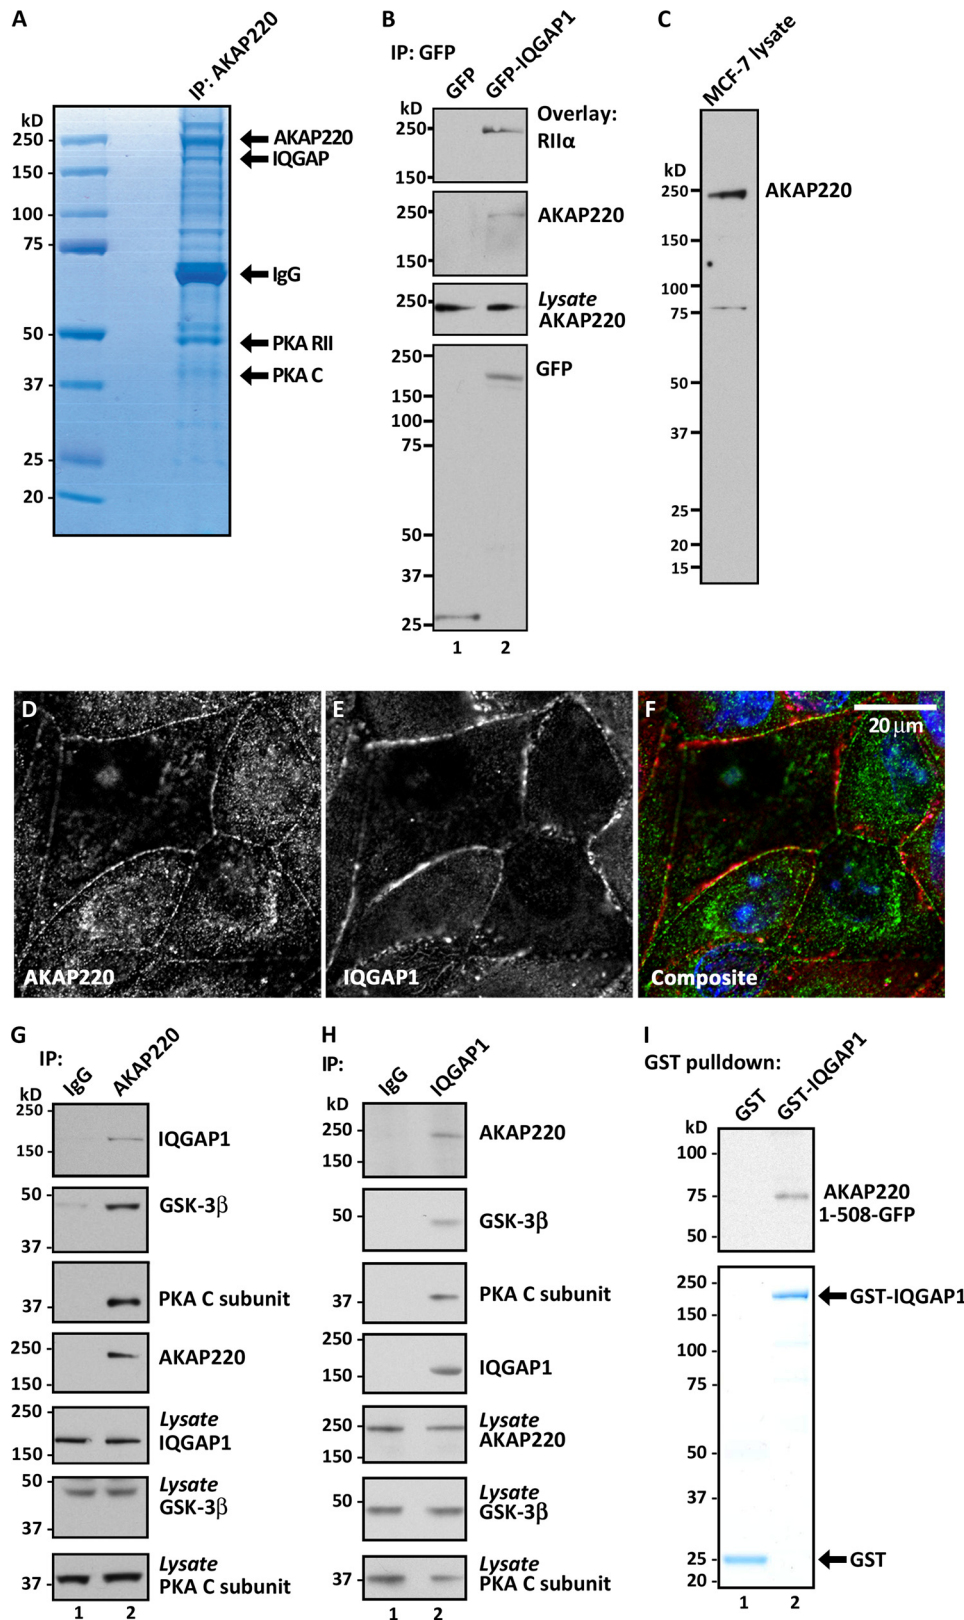 A
IP: AKAP220
kD
250
150
100
75
50
37
25
20
AKAP220
IQGAP
IgG
PKA RII
PKA C
B
IP: GFP
GFP
GFP-IQGAP1
kD
250
150
Overlay:
RIIα
250
150
AKAP220
250
Lysate
AKAP220
250
150
100
75
50
37
25
GFP
1 2
C
MCF-7 lysate
kD
250
150
100
75
50
37
25
20
15
AKAP220
D
AKAP220
E
IQGAP1
F
20 μm
Composite
G
IP:
IgG
AKAP220
kD
250
150
IQGAP1
50
37
GSK-3β
37
PKA C subunit
250
150
AKAP220
250
150
Lysate
IQGAP1
50
37
Lysate
GSK-3β
37
Lysate
PKA C subunit
1 2
H
IP:
IgG
IQGAP1
kD
250
150
AKAP220
50
GSK-3β
37
PKA C subunit
250
150
IQGAP1
250
150
Lysate
AKAP220
50
Lysate
GSK-3β
37
Lysate
PKA C subunit
1 2
I
GST pulldown:
GST
GST-IQGAP1
kD
100
75
50
AKAP220
1-508-GFP
250
150
100
75
50
37
25
20
GST-IQGAP1
GST
1 2